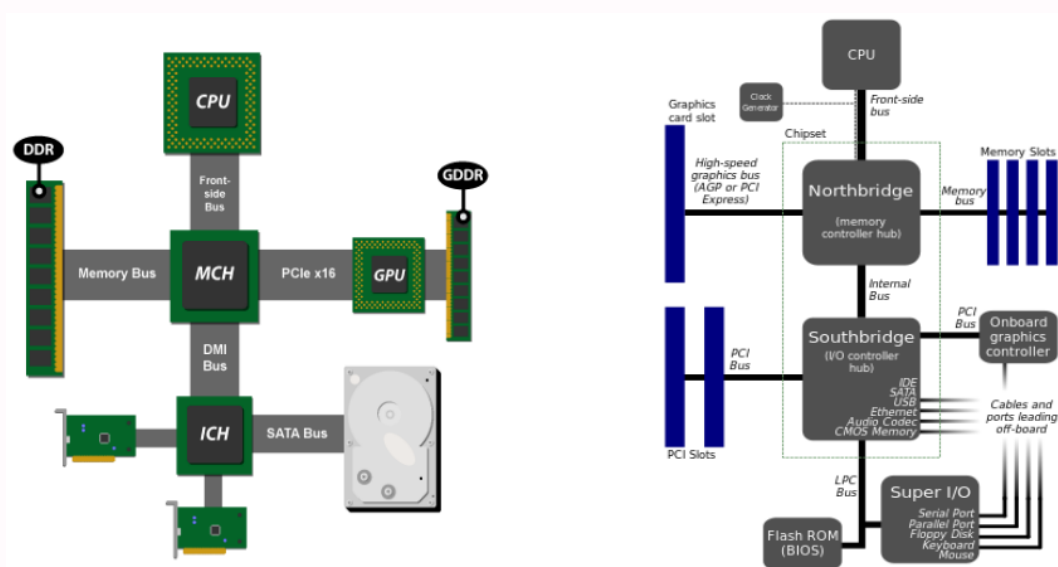 CPU
DDR
Front-
side
Bus
GDDR
Memory Bus
MCH
PCIe x16
GPU
DMI
Bus
ICH
SATA Bus
CPU
Clock
Generator
Front-side
bus
Graphics
card slot
Chipset
High-speed
graphics bus
(AGP or PCI
Express)
Northbridge
(memory
controller hub)
Memory
bus
Memory Slots
Internal
Bus
Southbridge
(I/O controller
hub)
PCI
Bus
Onboard
graphics
controller
PCI
Bus
IDE
SATA
USB
Ethernet
Audio Codec
CMOS Memory
Cables and
ports leading
off-board
PCI Slots
LPC
Bus
Super I/O
Serial Port
Parallel Port
Floppy Disk
Keyboard
Mouse
Flash ROM
(BIOS)